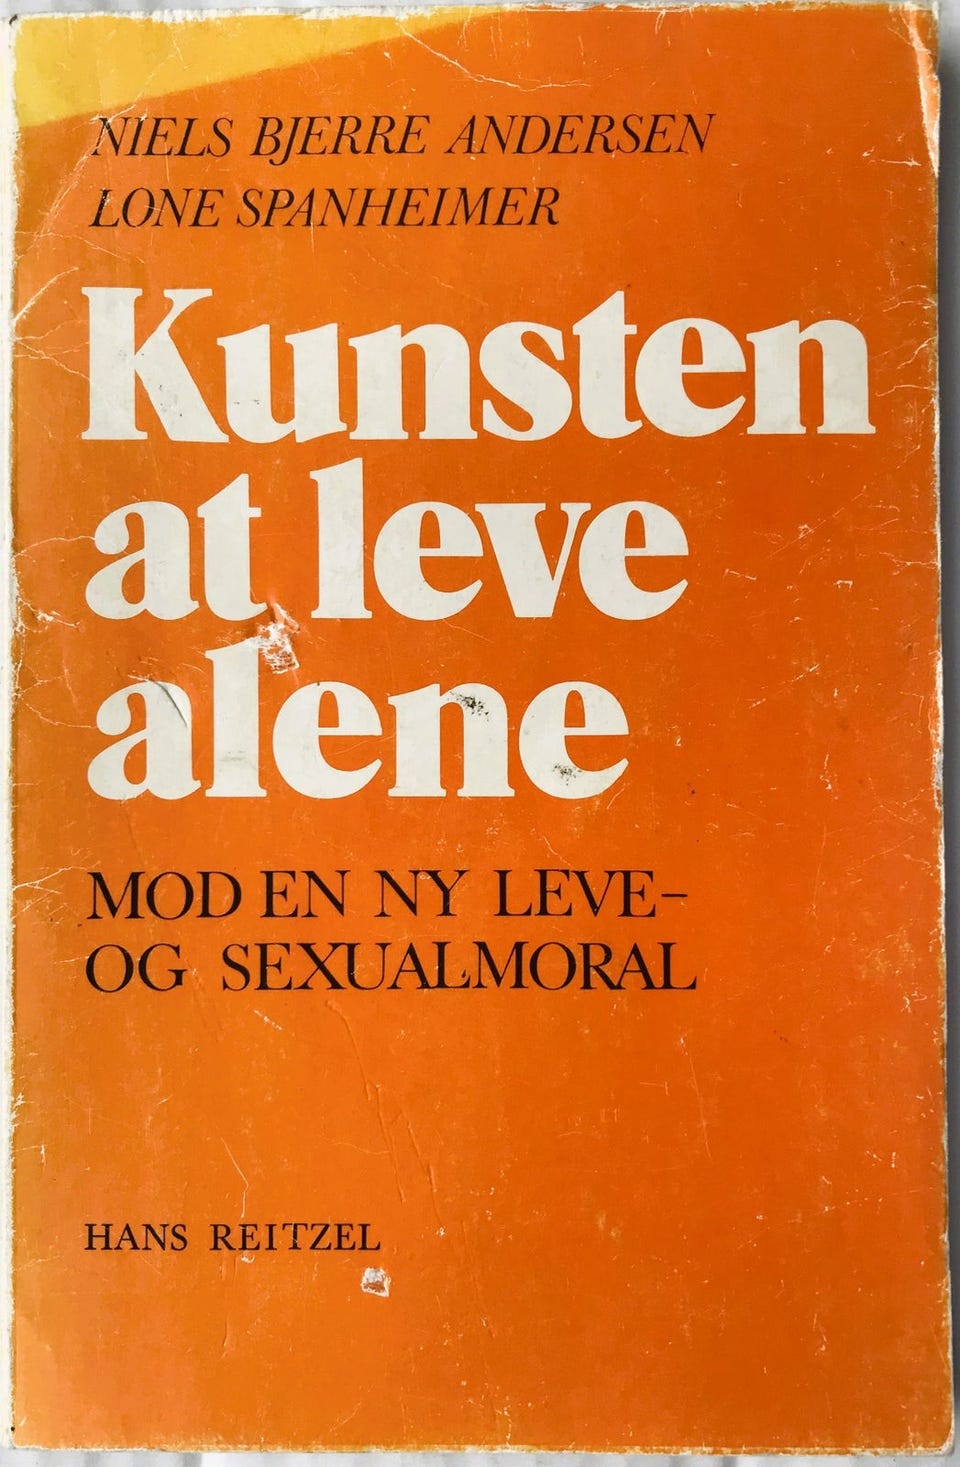 NIELS BJERRE ANDERSEN
LONE SPANHEIMER
Kunsten
at leve
alene
MOD EN NY LEVE-
OG SEXUALMORAL
HANS REITZEL